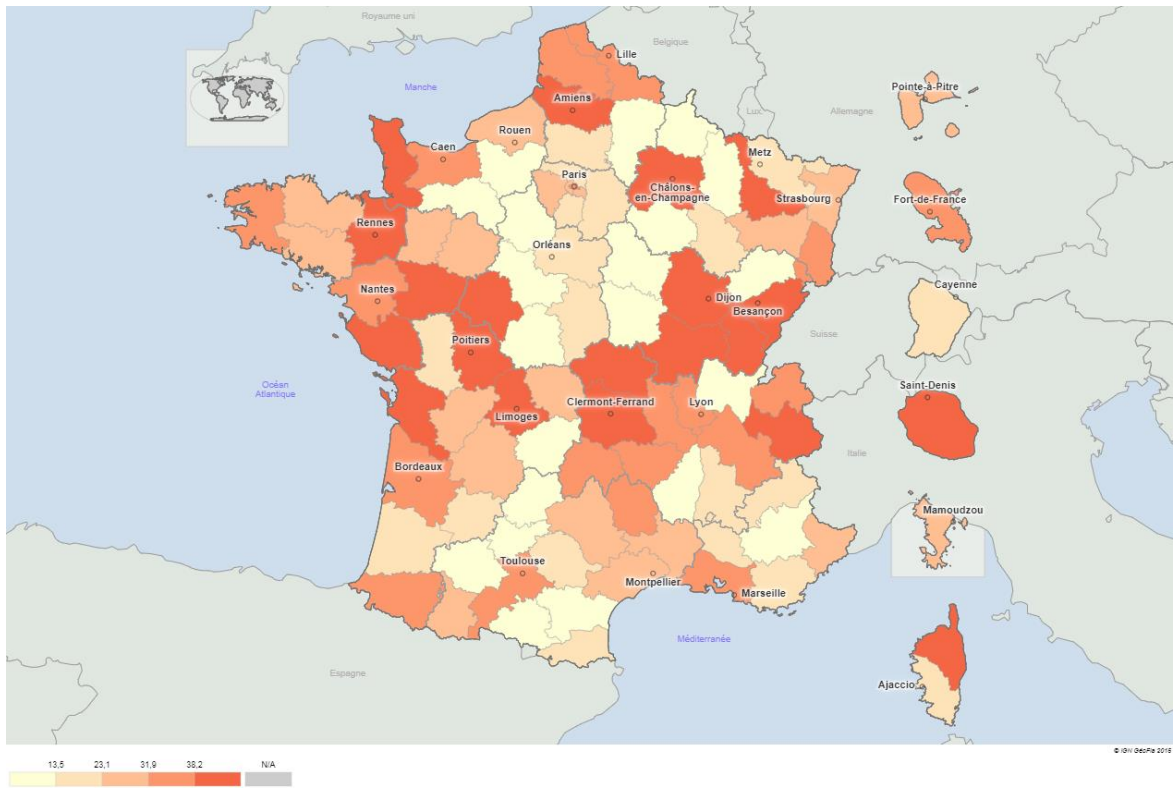 Royaume uni
Belgique
Lille
Manche
Amiens
Lux.
Allemagne
Pointe-à-Pitre
Rouen
Caen
Metz
Paris
Châlons-
en-Champagne
Strasbourg
Fort-de-France
Rennes
Orléans
Nantes
Dijon
Besançon
Cayenne
Poitiers
Suisse
Océan
Atlantique
Limoges
Clermont-Ferrand
Lyon
Saint-Denis
Italie
Bordeaux
Mamoudzou
Toulouse
Montpellier
Marseille
Méditerranée
Espagne
Ajaccio
© IGN GéoFla 2016
13,5 23,1 31,9 38,2 N/A